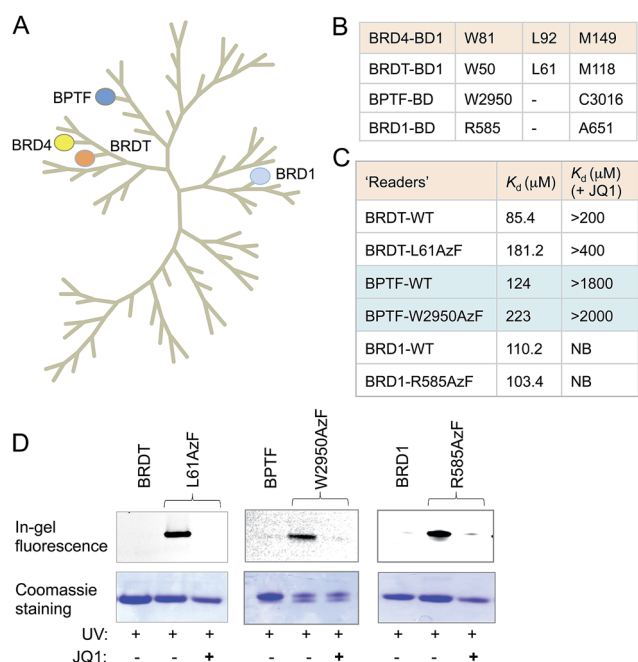 A
BPTF
BRD4
BRDT
BRD1
B
BRD4-BD1 W81 L92 M149
BRDT-BD1 W50 L61 M118
BPTF-BD W2950 - C3016
BRD1-BD R585 - A651
C
‘Readers’ Kd (µM) Kd (µM) (+ JQ1)
BRDT-WT 85.4 >200
BRDT-L61AzF 181.2 >400
BPTF-WT 124 >1800
BPTF-W2950AzF 223 >2000
BRD1-WT 110.2 NB
BRD1-R585AzF 103.4 NB
D
BRDT L61AzF BPTF W2950AzF BRD1 R585AzF
In-gel
fluorescence
Coomassie
staining
UV: + + + + + + + + +
JQ1: - - + - - + - - +